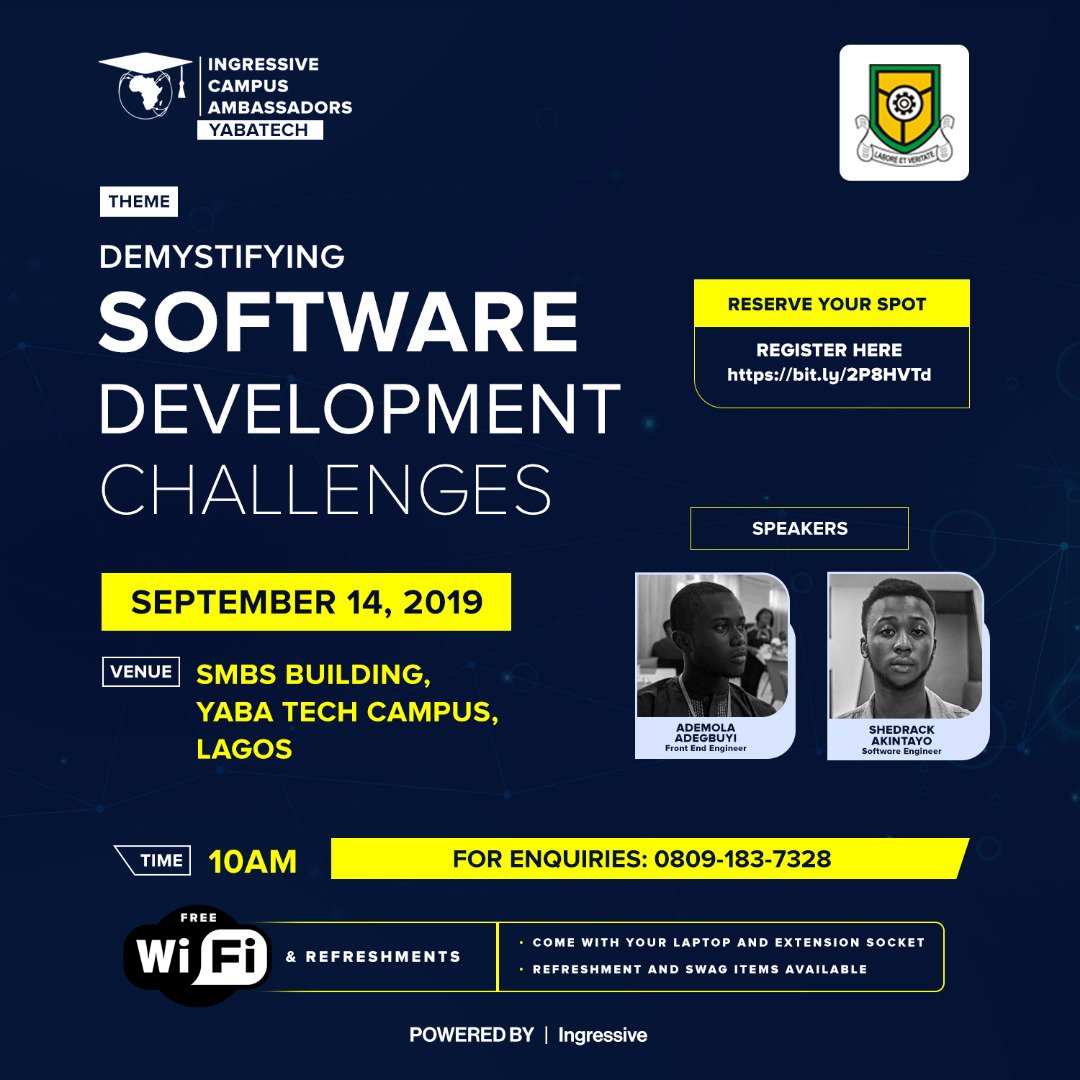 INGRESSIVE
CAMPUS
AMBASSADORS
YABATECH
LABORE ET VERITATE
THEME
DEMYSTIFYING
SOFTWARE
DEVELOPMENT
CHALLENGES
RESERVE YOUR SPOT
REGISTER HERE
https://bit.ly/2P8HVTd
SEPTEMBER 14, 2019
VENUE
SMBS BUILDING,
YABA TECH CAMPUS,
LAGOS
SPEAKERS
ADEMOLA
ADEGBUYI
Front End Engineer
SHEDRACK
AKINTAYO
Software Engineer
TIME
10AM
FOR ENQUIRIES: 0809-183-7328
FREE
WiFi
& REFRESHMENTS
• COME WITH YOUR LAPTOP AND EXTENSION SOCKET
• REFRESHMENT AND SWAG ITEMS AVAILABLE
POWERED BY | Ingressive